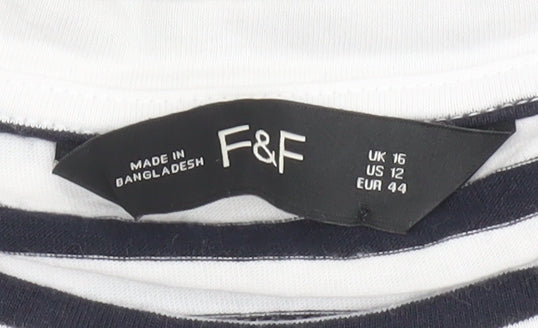 MADE IN
BANGLADESH
F&F
UK 16
US 12
EUR 44